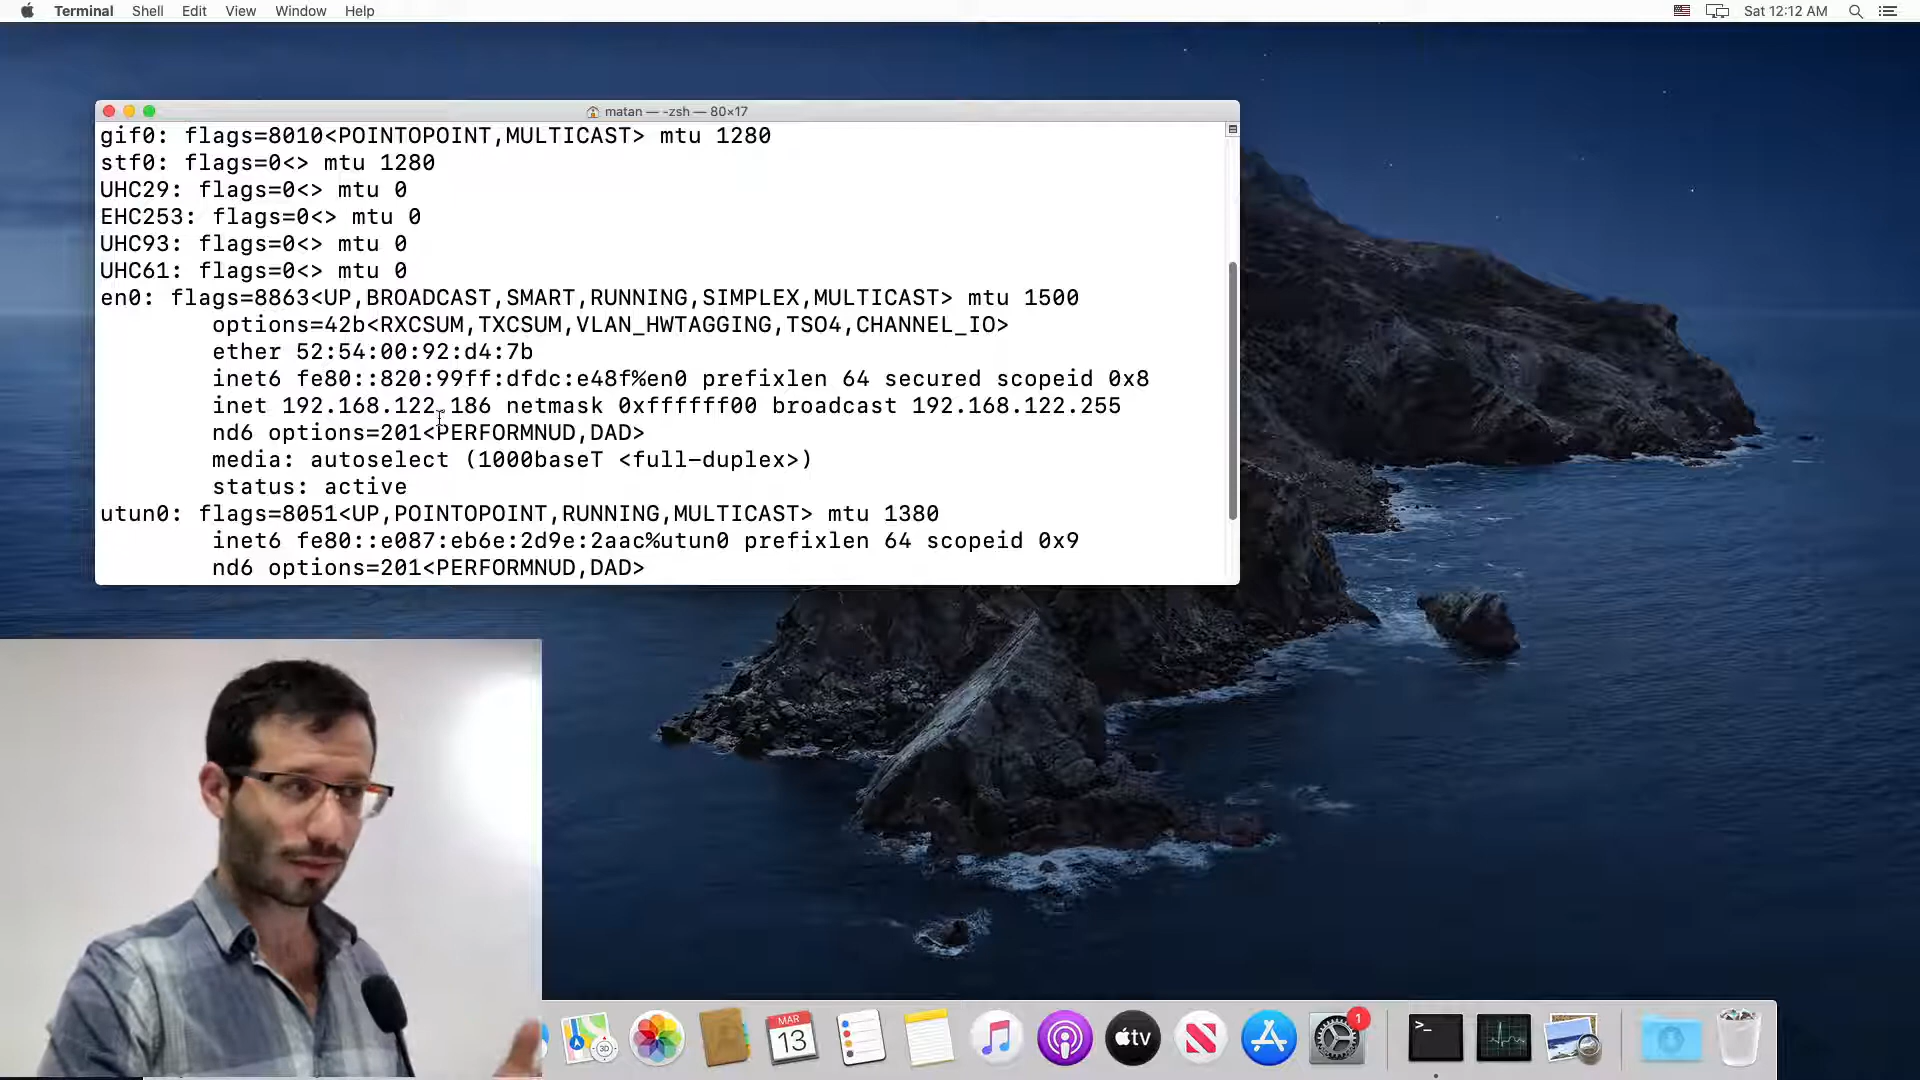 Terminal Shell Edit View Window Help
Sat 12:12 AM
matan — -zsh — 80×17
gif0: flags=8010<POINTOPOINT,MULTICAST> mtu 1280
stf0: flags=0<> mtu 1280
UHC29: flags=0<> mtu 0
EHC253: flags=0<> mtu 0
UHC93: flags=0<> mtu 0
UHC61: flags=0<> mtu 0
en0: flags=8863<UP,BROADCAST,SMART,RUNNING,SIMPLEX,MULTICAST> mtu 1500
options=42b<RXCSUM,TXCSUM,VLAN_HWTAGGING,TSO4,CHANNEL_IO>
ether 52:54:00:92:d4:7b
inet6 fe80::820:99ff:dfdc:e48f%en0 prefixlen 64 secured scopeid 0x8
inet 192.168.122.186 netmask 0xffffff00 broadcast 192.168.122.255
nd6 options=201<PERFORMNUD,DAD>
media: autoselect (1000baseT <full-duplex>)
status: active
utun0: flags=8051<UP,POINTOPOINT,RUNNING,MULTICAST> mtu 1380
inet6 fe80::e087:eb6e:2d9e:2aac%utun0 prefixlen 64 scopeid 0x9
nd6 options=201<PERFORMNUD,DAD>
3D
MAR
13
tv
1
>_